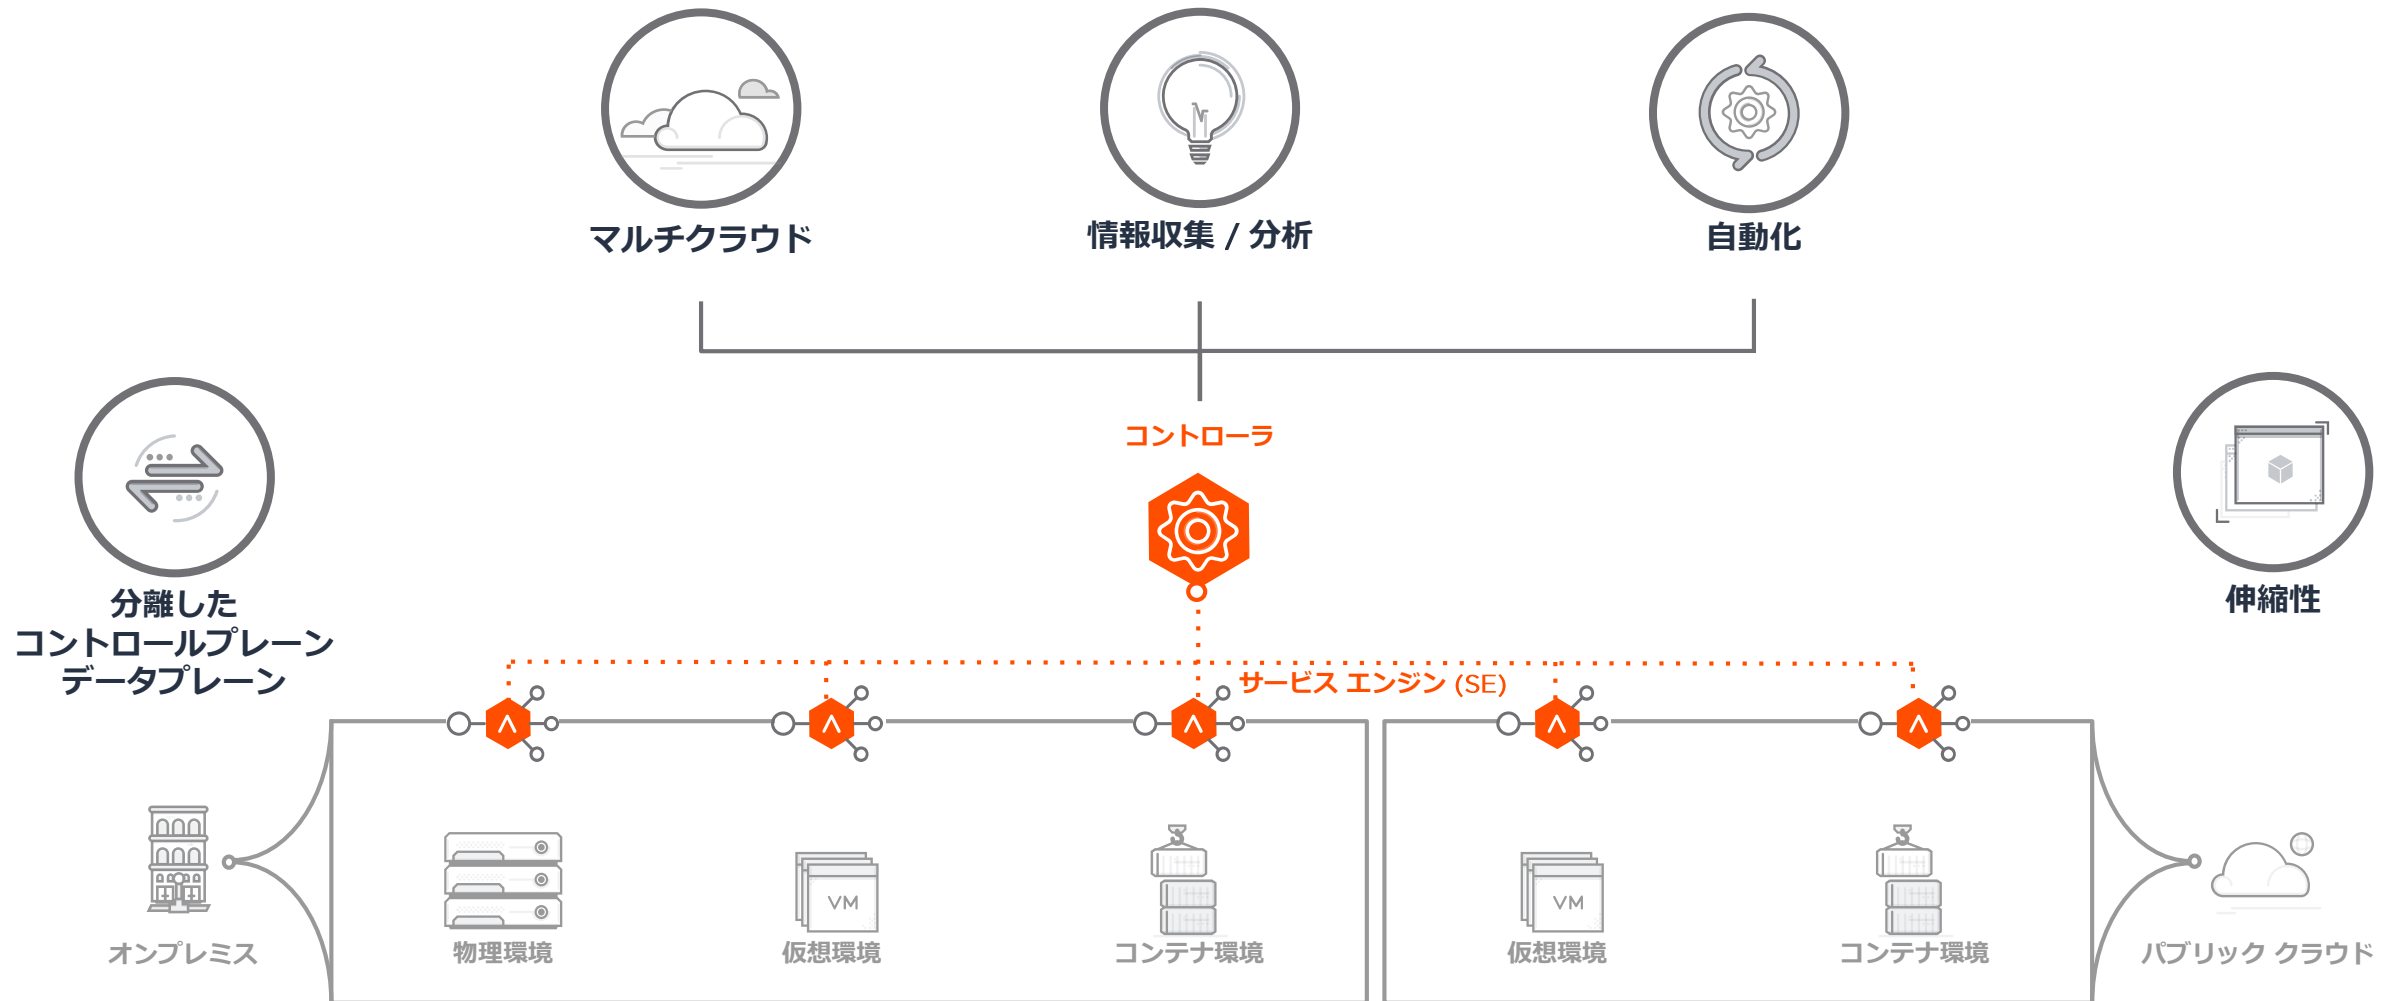 マルチクラウド
情報収集 / 分析
自動化
コントローラ
分離した
コントロールプレーン
データプレーン
伸縮性
サービス エンジン (SE)
オンプレミス
物理環境
VM
仮想環境
コンテナ環境
VM
仮想環境
コンテナ環境
パブリック クラウド